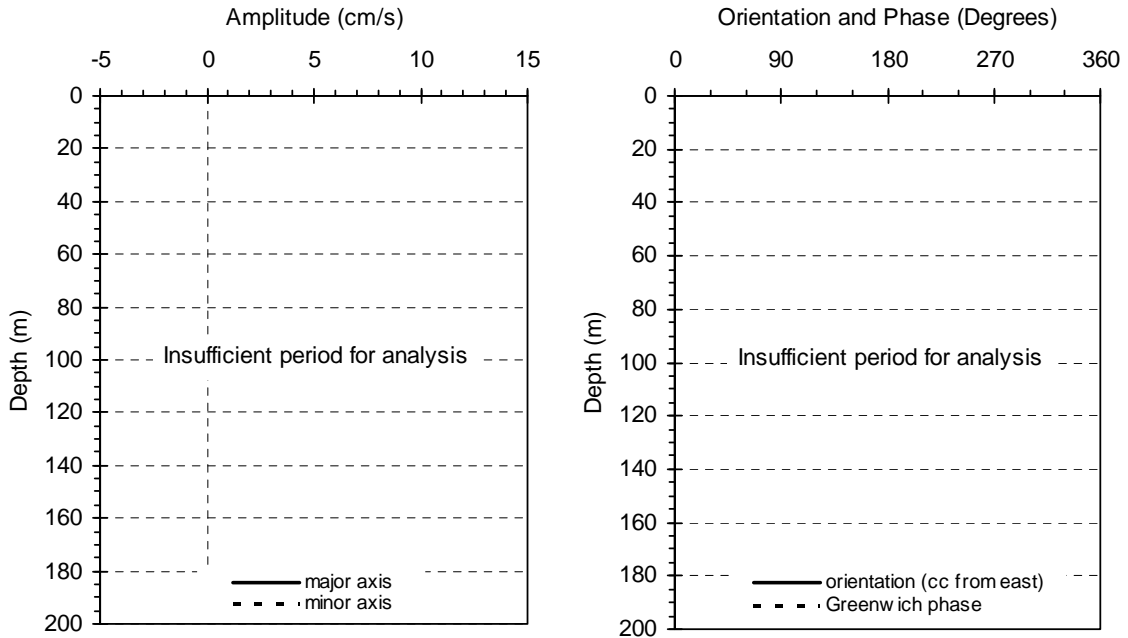 Amplitude (cm/s)
-5 0 5 10 15
0
20
40
60
80
100
120
140
160
180
200
Depth (m)
Insufficient period for analysis
major axis
minor axis
Orientation and Phase (Degrees)
0 90 180 270 360
0
20
40
60
80
100
120
140
160
180
200
Depth (m)
Insufficient period for analysis
orientation (cc from east)
Greenwich phase